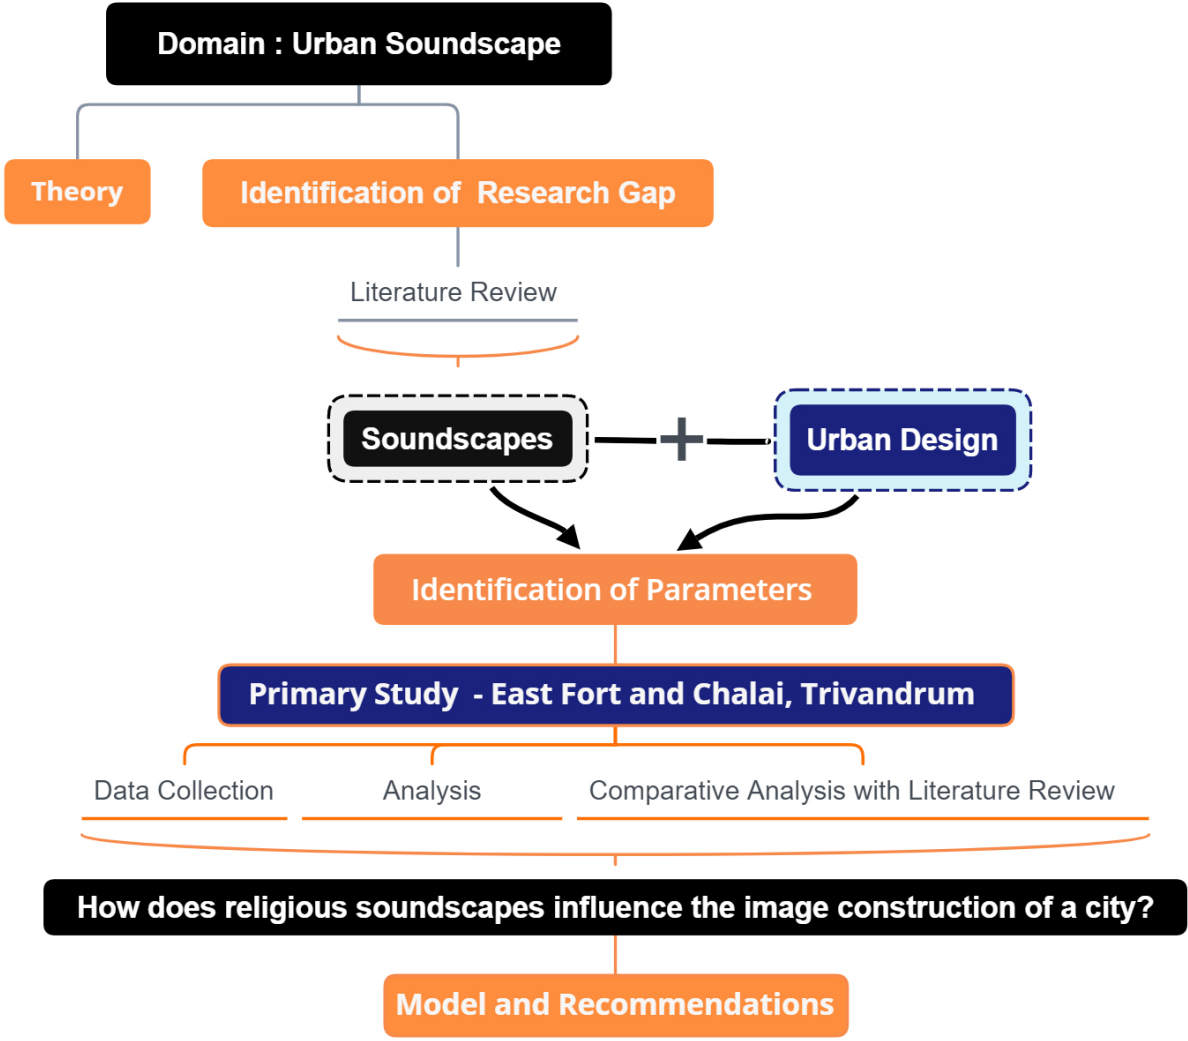 Domain : Urban Soundscape
Theory
Identification of  Research Gap
Literature Review
Soundscapes
+
Urban Design
Identification of Parameters
Primary Study  - East Fort and Chalai, Trivandrum
Data Collection
Analysis
Comparative Analysis with Literature Review
How does religious soundscapes influence the image construction of a city?
Model and Recommendations